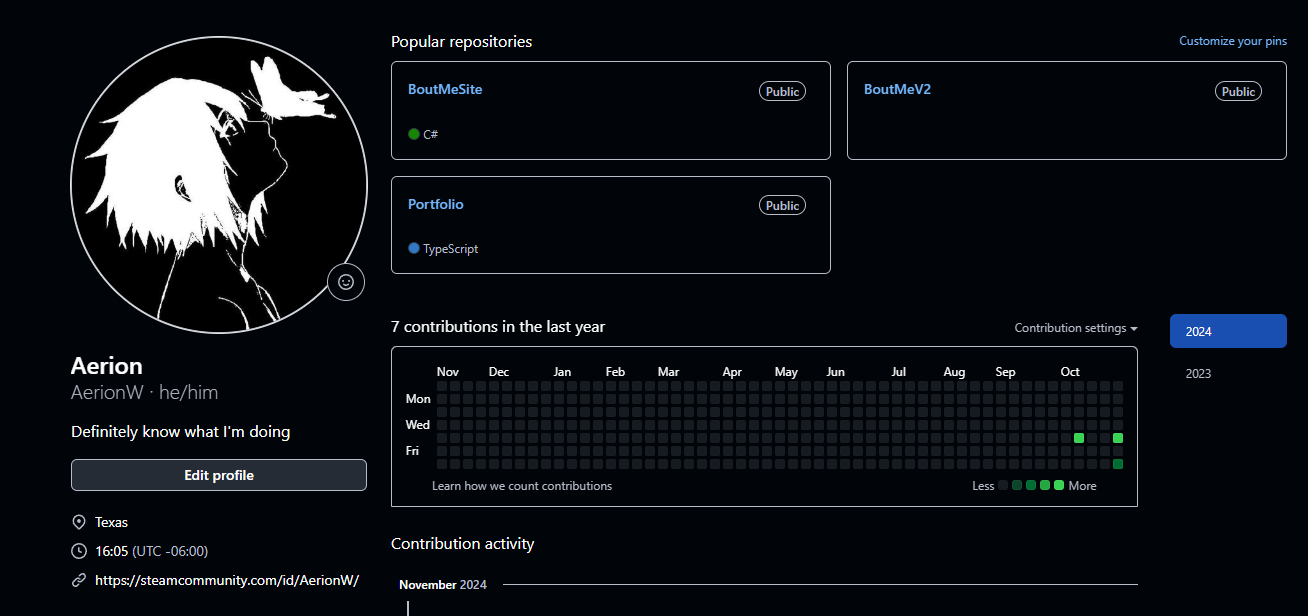 Popular repositories
Customize your pins
BoutMeSite
Public
C#
BoutMeV2
Public
Portfolio
Public
TypeScript
Aerion
AerionW · he/him
Definitely know what I'm doing
Edit profile
Texas
16:05 (UTC -06:00)
https://steamcommunity.com/id/AerionW/
7 contributions in the last year
Contribution settings
2024
2023
Nov Dec Jan Feb Mar Apr May Jun Jul Aug Sep Oct
Mon
Wed
Fri
Learn how we count contributions
Less More
Contribution activity
November 2024